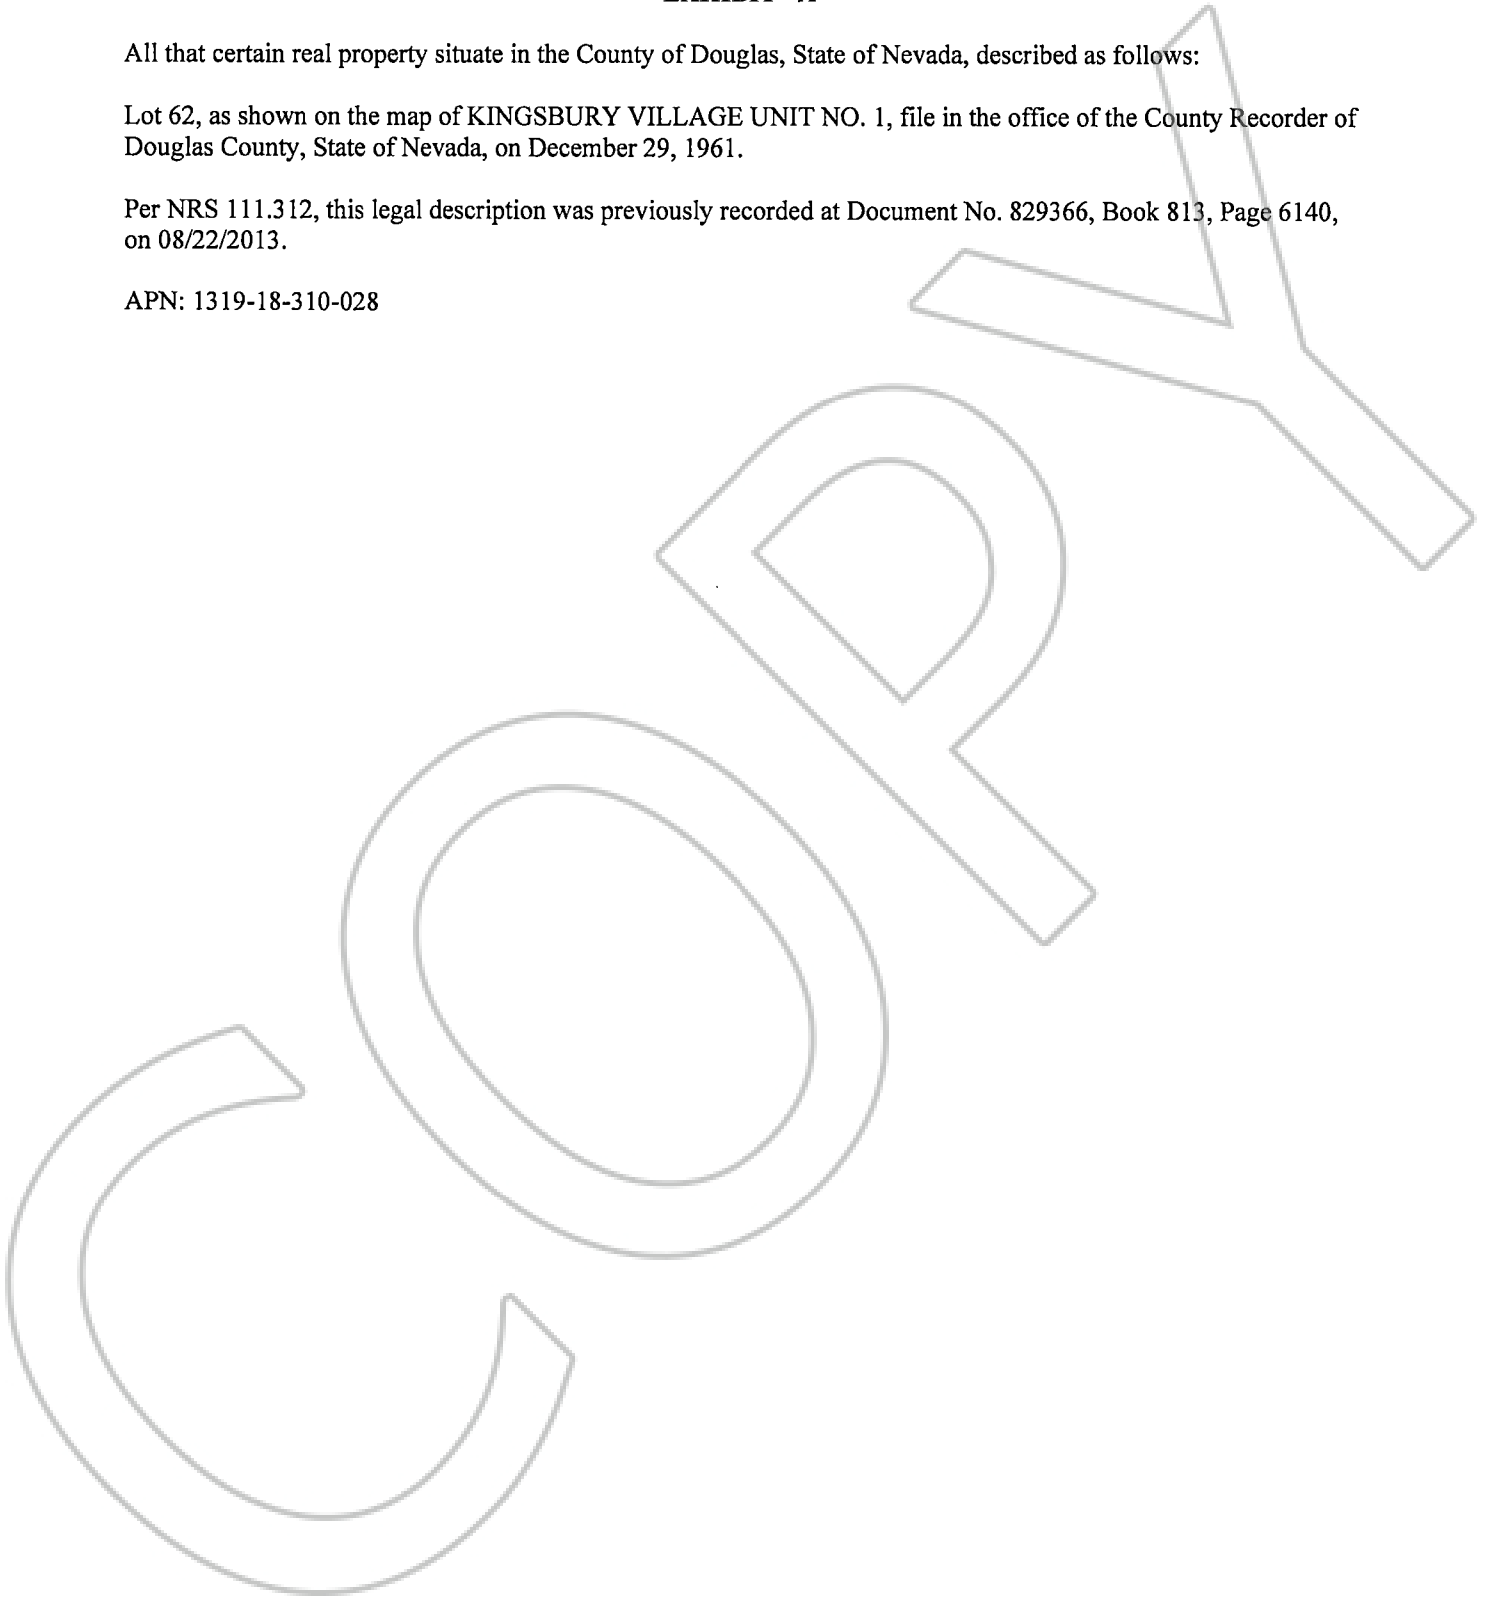 All that certain real property situate in the County of Douglas, State of Nevada, described as follows:
Lot 62, as shown on the map of KINGSBURY VILLAGE UNIT NO. 1, file in the office of the County Recorder of
Douglas County, State of Nevada, on December 29, 1961.
Per NRS 111.312, this legal description was previously recorded at Document No. 829366, Book 813, Page 6140,
on 08/22/2013.
APN: 1319-18-310-028
COPY